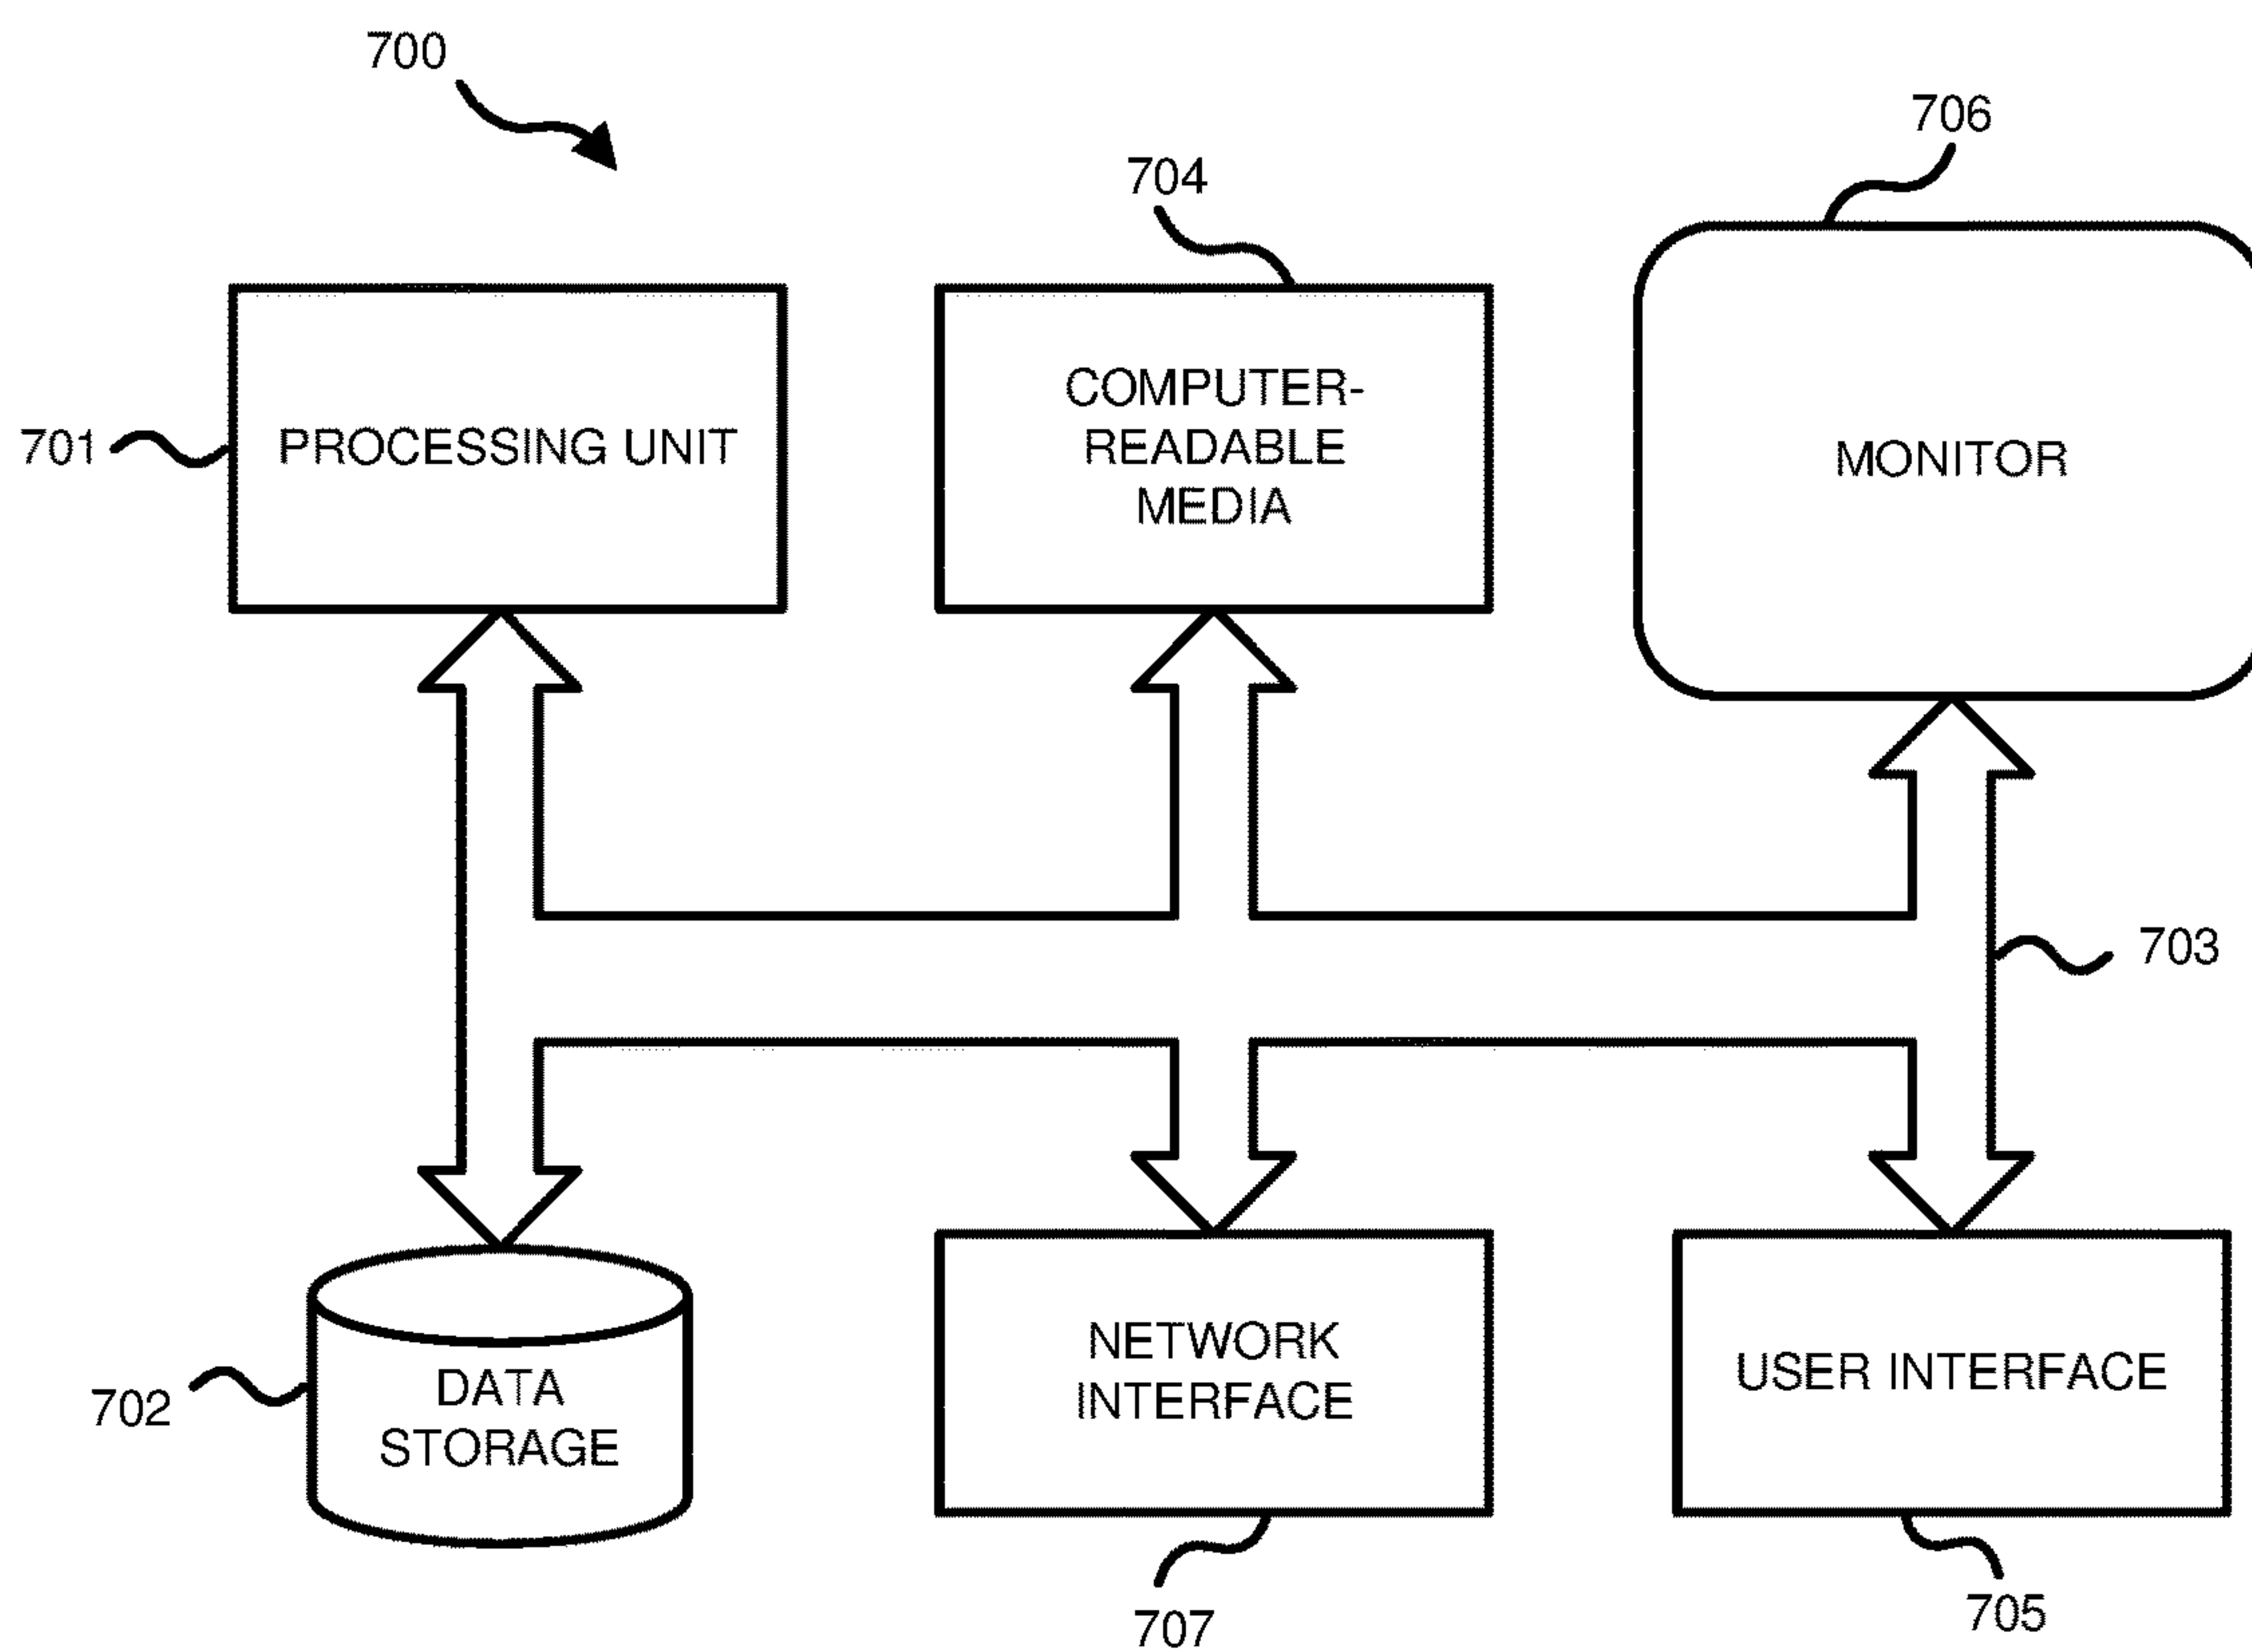 700
706
704
COMPUTER-
READABLE
MEDIA
701
PROCESSING UNIT
MONITOR
703
NETWORK
INTERFACE
USER INTERFACE
DATA
STORAGE
702
707
705